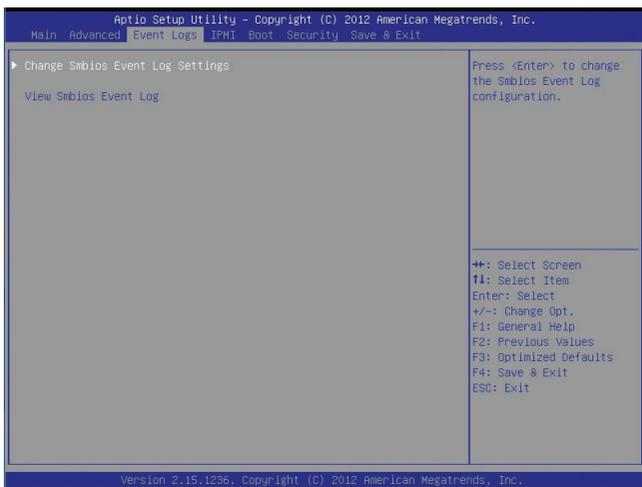 Aptio Setup Utility – Copyright (C) 2012 American Megatrends, Inc.
Main Advanced Event Logs IPMI Boot Security Save & Exit
Change Smbios Event Log Settings
View Smbios Event Log
Press <Enter> to change
the Smbios Event Log
configuration.
→←: Select Screen
↑↓: Select Item
Enter: Select
+/-: Change Opt.
F1: General Help
F2: Previous Values
F3: Optimized Defaults
F4: Save & Exit
ESC: Exit
Version 2.15.1236. Copyright (C) 2012 American Megatrends, Inc.